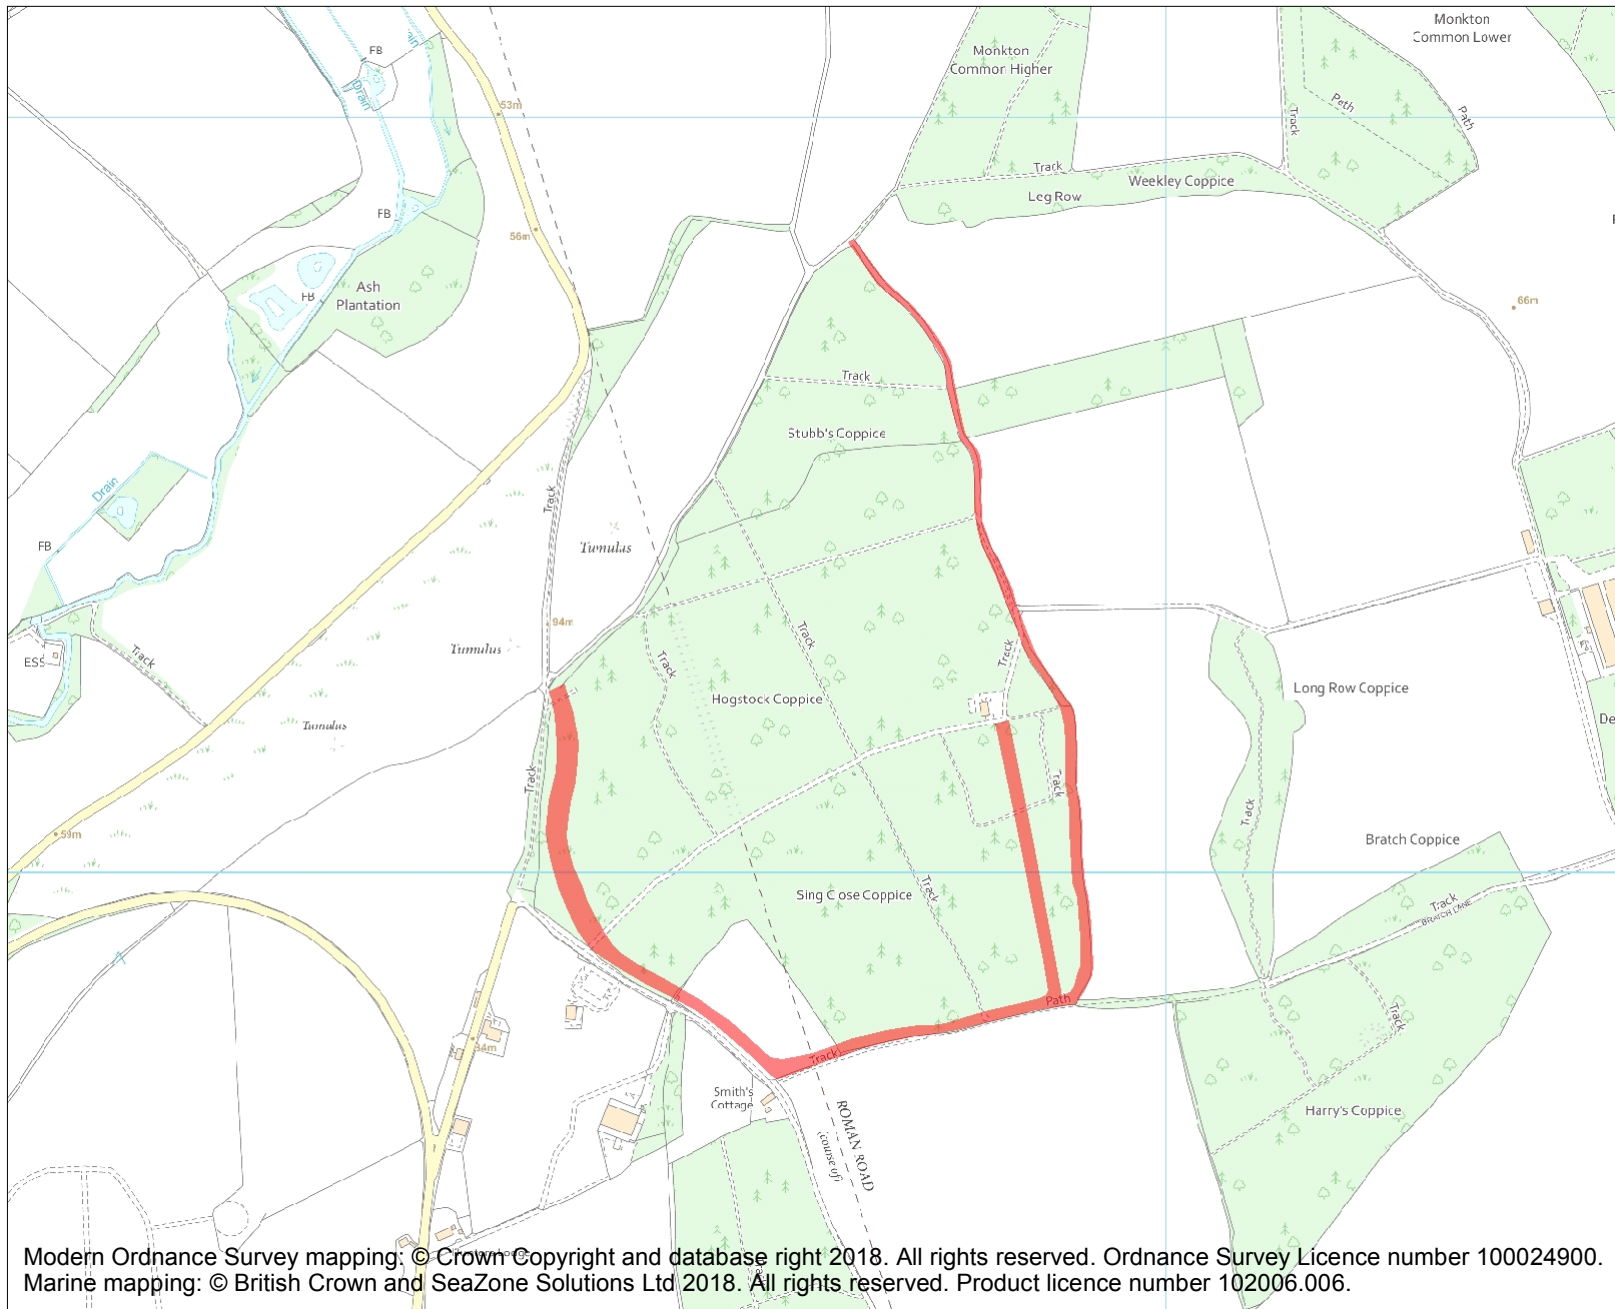 Monkton
Common Lower
Monkton
Common Higher
FB
Drain
53m
Path
Path
Track
Track
Weekley Coppice
Leg Row
FB
56m
Ash
Plantation
FB
66m
Track
Stubb's Coppice
Drain
Track
FB
Tumulus
94m
Track
Tumulus
Track
Track
Track
ESS
Long Row Coppice
Hogstock Coppice
Tumulus
Track
Track
Track
59m
Bratch Coppice
Sing Close Coppice
Track
Track
BRATCH LANE
Path
Track
Track
Smith's
Cottage
Harry's Coppice
ROMAN ROAD
(course of)
Track
Modern Ordnance Survey mapping: © Crown Copyright and database right 2018. All rights reserved. Ordnance Survey Licence number 100024900.
Marine mapping: © British Crown and SeaZone Solutions Ltd 2018. All rights reserved. Product licence number 102006.006.